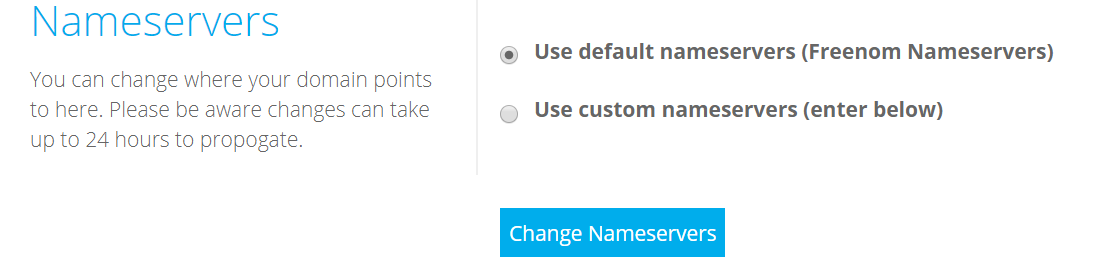 Nameservers
You can change where your domain points
to here. Please be aware changes can take
up to 24 hours to propogate.
Use default nameservers (Freenom Nameservers)
Use custom nameservers (enter below)
Change Nameservers